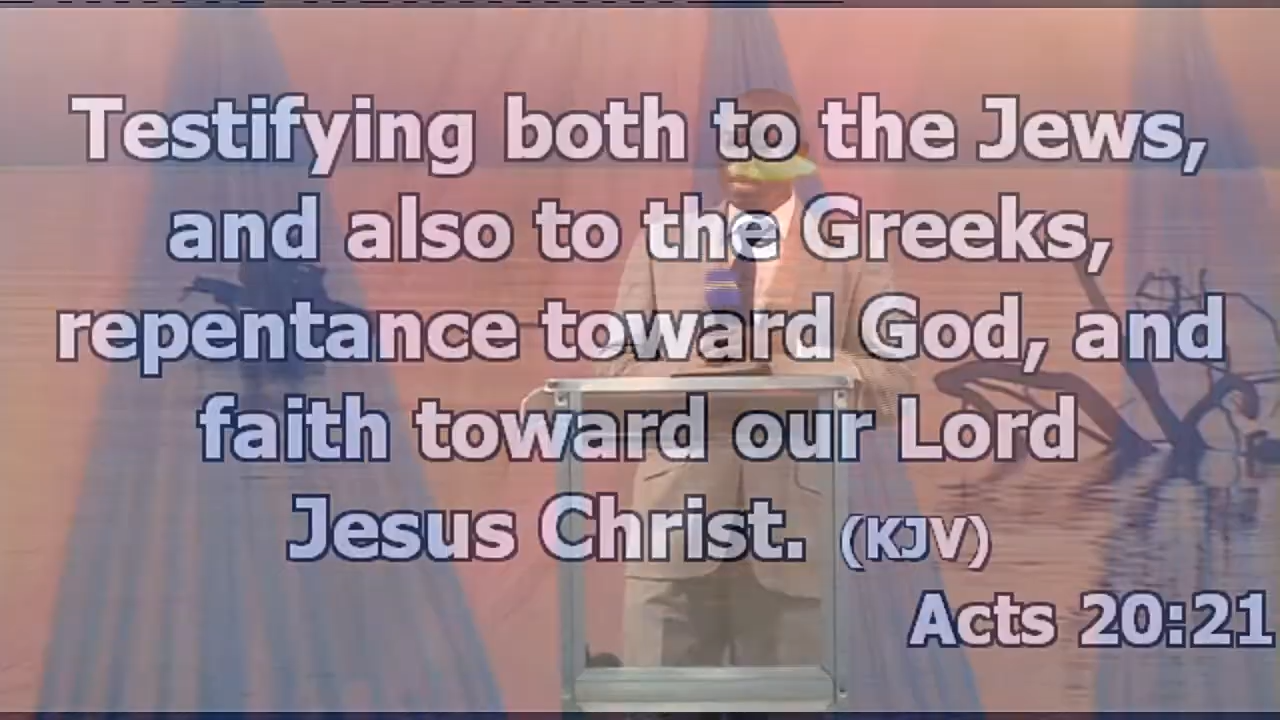 Testifying both to the Jews,
and also to the Greeks,
repentance toward God, and
faith toward our Lord
Jesus Christ. (KJV)
Acts 20:21